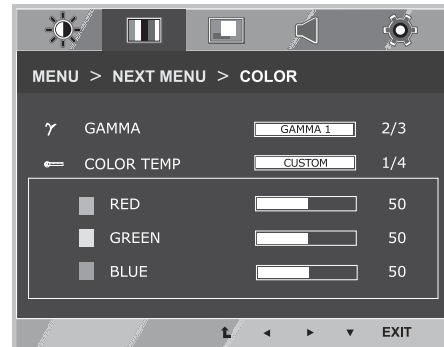 MENU > NEXT MENU > COLOR
γ GAMMA GAMMA 1 2/3
COLOR TEMP CUSTOM 1/4
RED 50
GREEN 50
BLUE 50
EXIT